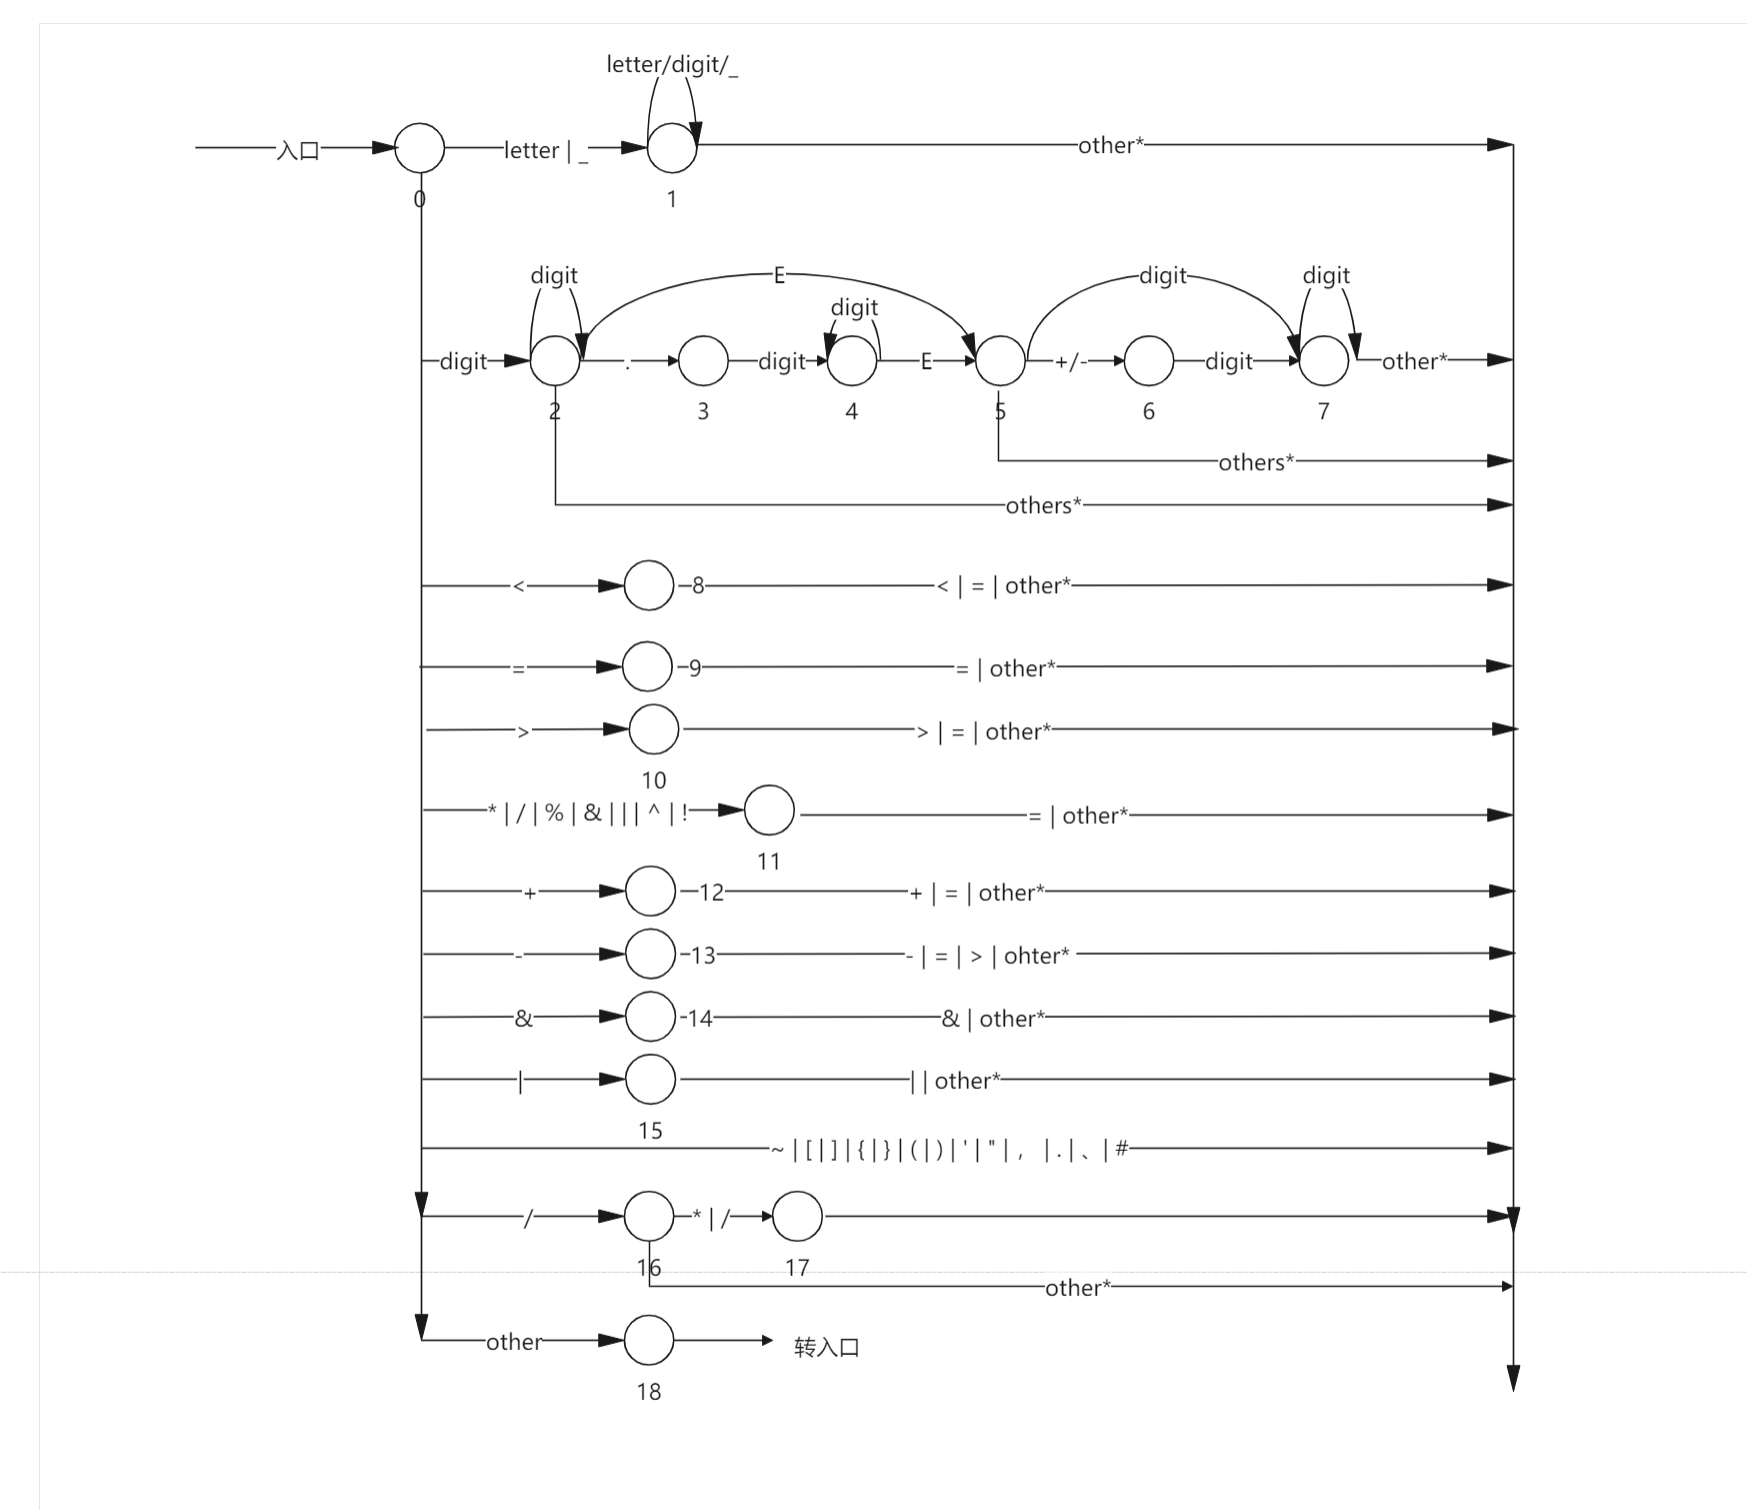 letter/digit/_
入口
letter | _
other*
0
1
digit
E
digit
digit
digit
digit
.
digit
E
+/-
digit
other*
2
3
4
5
6
7
others*
others*
<
8
< | = | other*
=
9
= | other*
>
> | = | other*
10
* | / | % | & | | | ^ | !
= | other*
11
+
12
+ | = | other*
-
13
- | = | > | ohter*
&
14
& | other*
|
| | other*
15
~ | [ | ] | { | } | ( | ) | ' | " | ， | . | 、 | #
/
* | /
16
17
other*
other
转入口
18